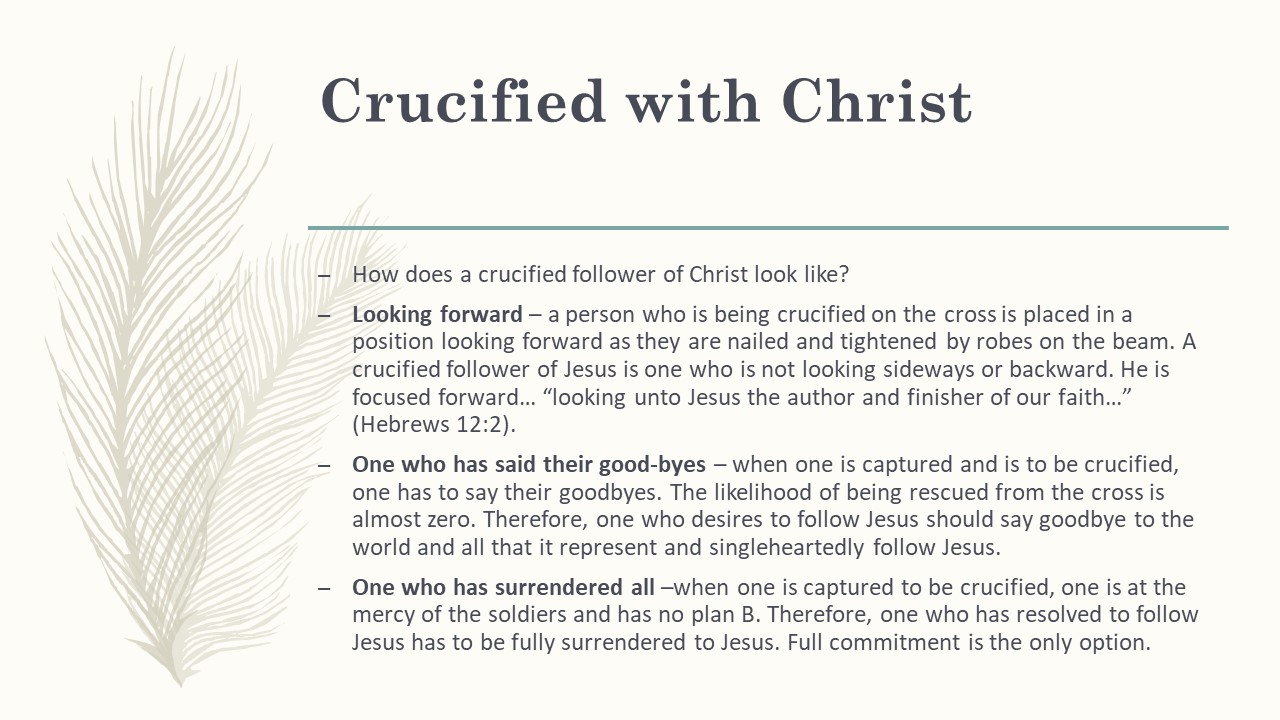 Crucified with Christ
– How does a crucified follower of Christ look like?
– Looking forward – a person who is being crucified on the cross is placed in a
position looking forward as they are nailed and tightened by robes on the beam. A
crucified follower of Jesus is one who is not looking sideways or backward. He is
focused forward… “looking unto Jesus the author and finisher of our faith…”
(Hebrews 12:2).
– One who has said their good-byes – when one is captured and is to be crucified,
one has to say their goodbyes. The likelihood of being rescued from the cross is
almost zero. Therefore, one who desires to follow Jesus should say goodbye to the
world and all that it represent and singleheartedly follow Jesus.
– One who has surrendered all –when one is captured to be crucified, one is at the
mercy of the soldiers and has no plan B. Therefore, one who has resolved to follow
Jesus has to be fully surrendered to Jesus. Full commitment is the only option.